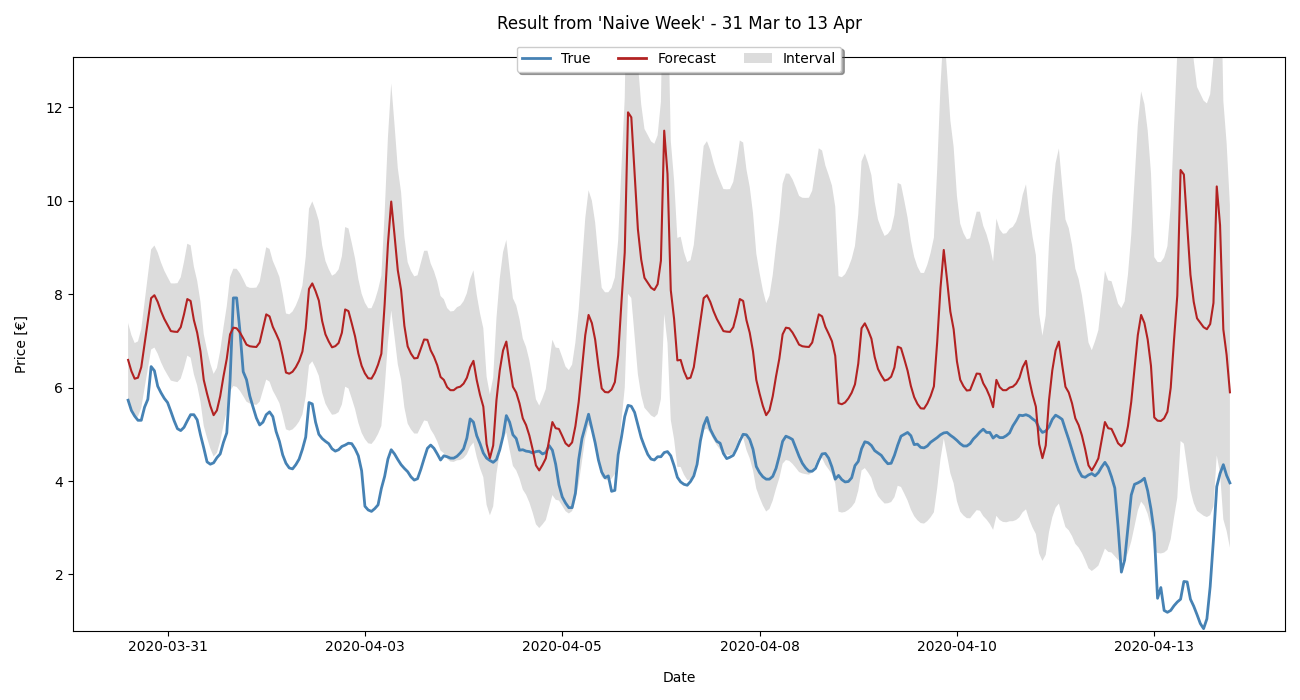 Result from 'Naive Week' - 31 Mar to 13 Apr
True Forecast Interval
12
10
8
6
4
2
Price [€]
2020-03-31 2020-04-03 2020-04-05 2020-04-08 2020-04-10 2020-04-13
Date